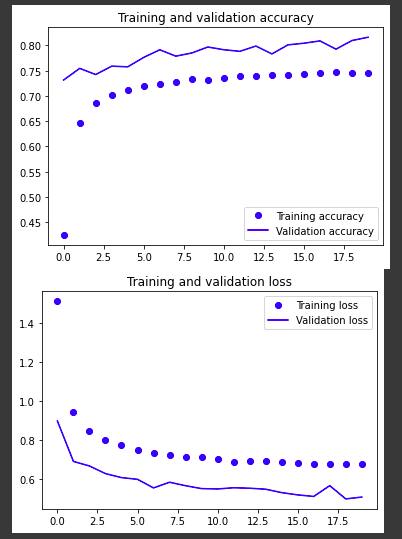 Training and validation accuracy
0.80
0.75
0.70
0.65
0.60
0.55
0.50
0.45
Training accuracy
Validation accuracy
0.0 2.5 5.0 7.5 10.0 12.5 15.0 17.5
Training and validation loss
Training loss
Validation loss
1.4
1.2
1.0
0.8
0.6
0.0 2.5 5.0 7.5 10.0 12.5 15.0 17.5